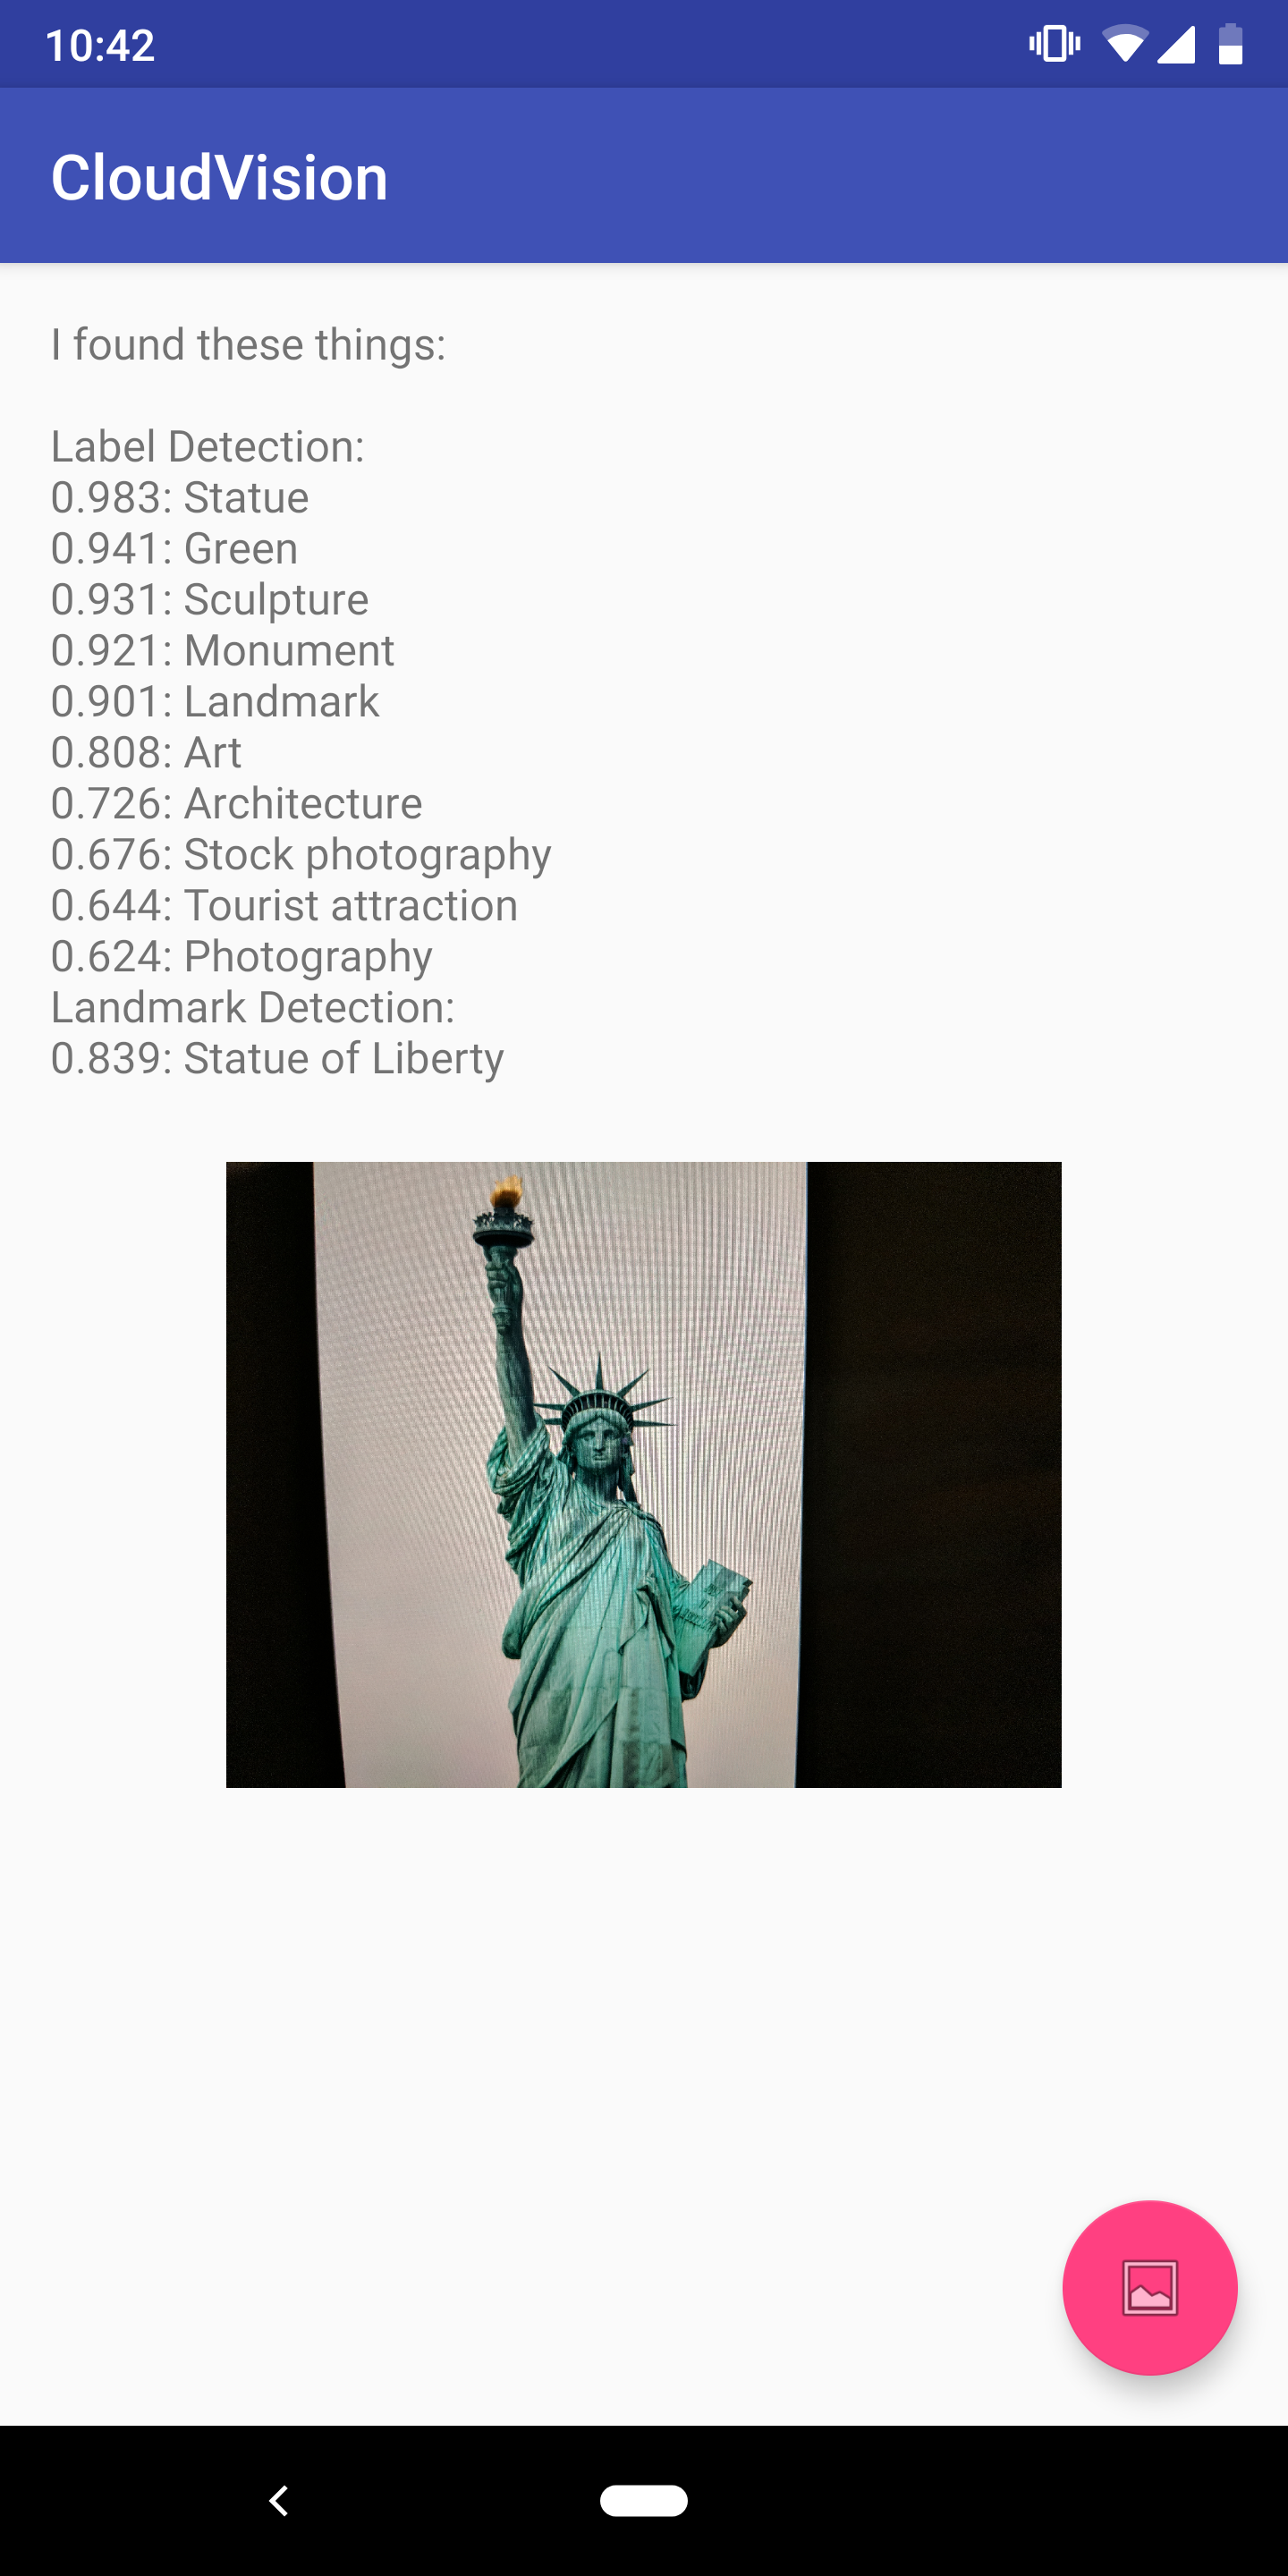 10:42
CloudVision
I found these things:
Label Detection:
0.983: Statue
0.941: Green
0.931: Sculpture
0.921: Monument
0.901: Landmark
0.808: Art
0.726: Architecture
0.676: Stock photography
0.644: Tourist attraction
0.624: Photography
Landmark Detection:
0.839: Statue of Liberty